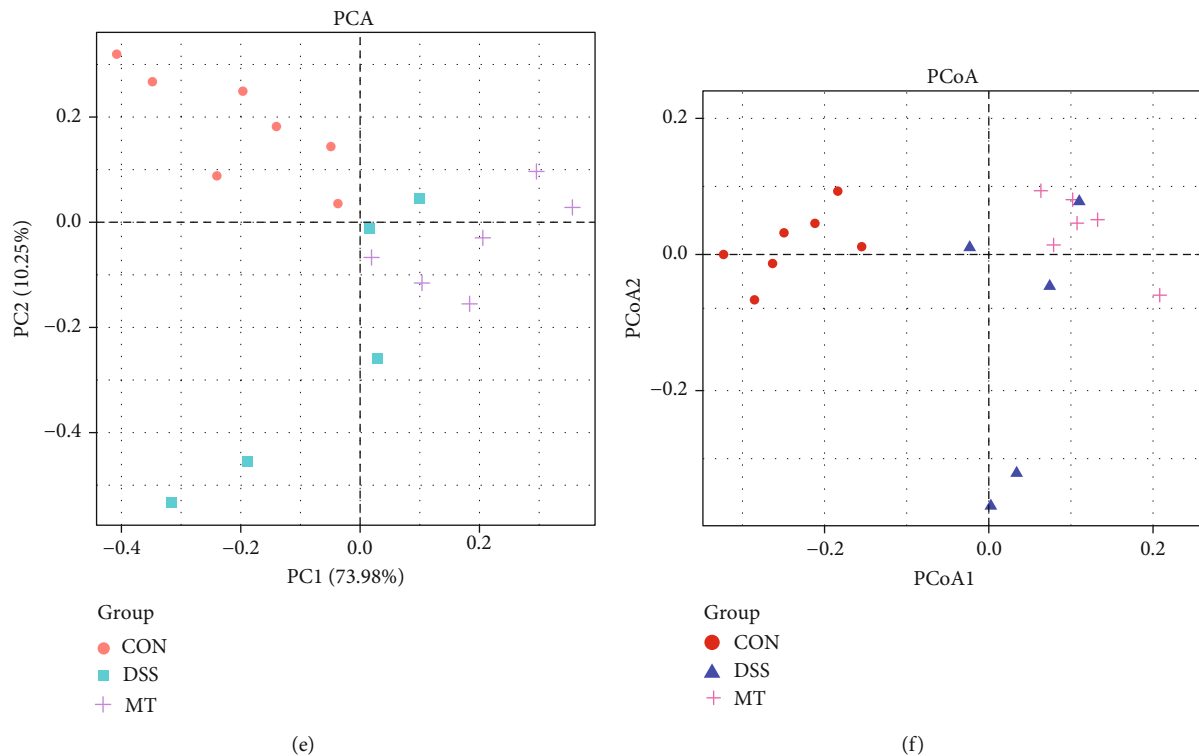 PCA
0.2
0.0
−0.2
−0.4
PC2 (10.25%)
−0.4
−0.2
0.0
0.2
PC1 (73.98%)
Group
CON
DSS
MT
(e)
PCoA
0.2
0.0
−0.2
PCoA2
−0.2
0.0
0.2
PCoA1
Group
CON
DSS
MT
(f)